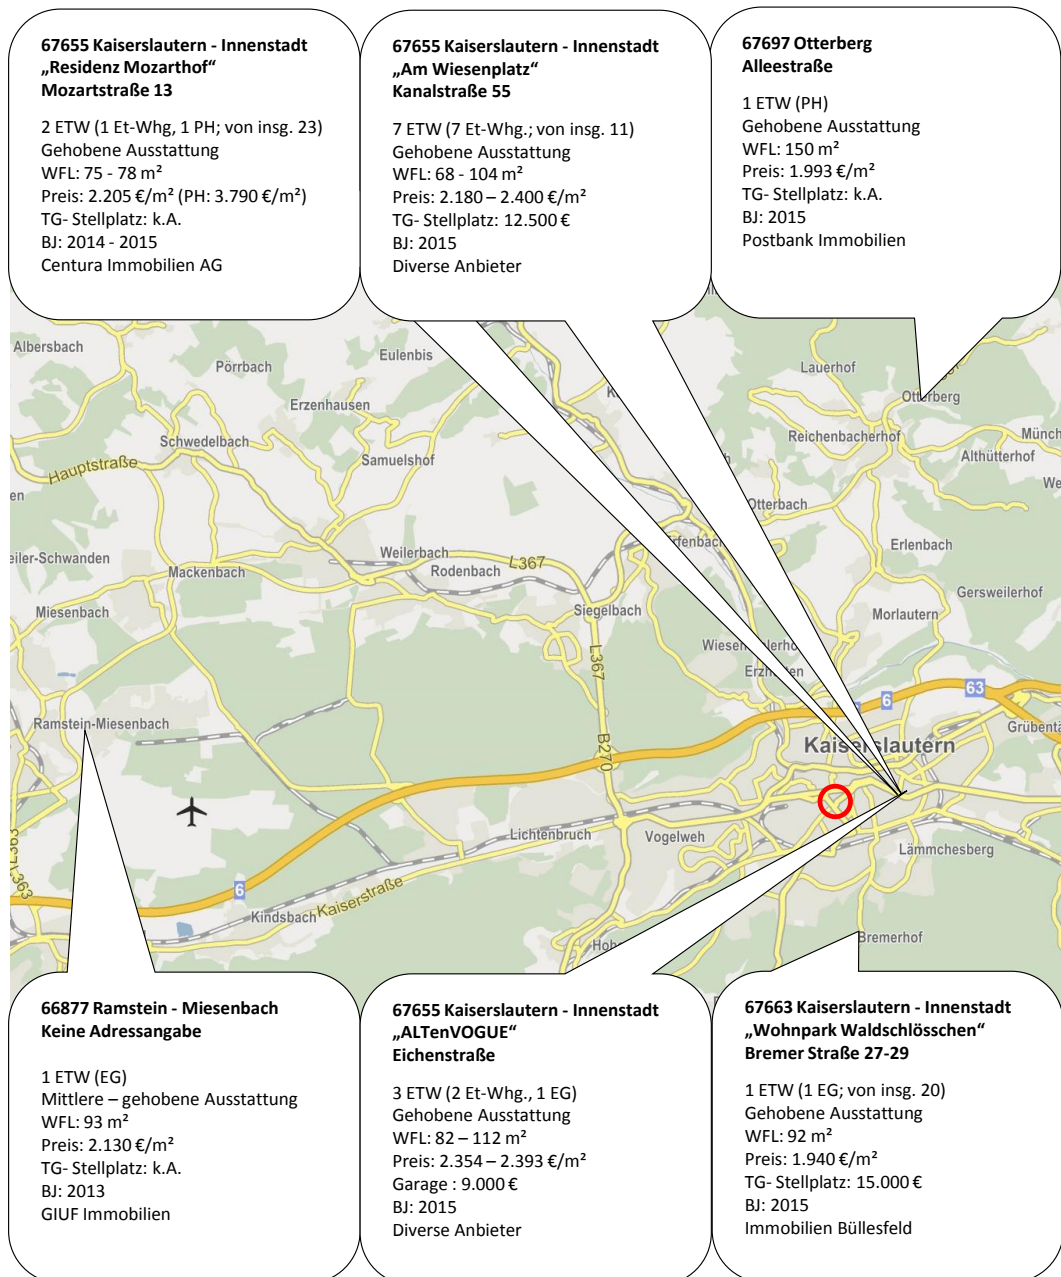 67655 Kaiserslautern - Innenstadt
„Residenz Mozarthof“
Mozartstraße 13
2 ETW (1 Et-Whg, 1 PH; von insg. 23)
Gehobene Ausstattung
WFL: 75 - 78 m²
Preis: 2.205 €/m² (PH: 3.790 €/m²)
TG- Stellplatz: k.A.
BJ: 2014 - 2015
Centura Immobilien AG
67655 Kaiserslautern - Innenstadt
„Am Wiesenplatz“
Kanalstraße 55
7 ETW (7 Et-Whg.; von insg. 11)
Gehobene Ausstattung
WFL: 68 - 104 m²
Preis: 2.180 – 2.400 €/m²
TG- Stellplatz: 12.500 €
BJ: 2015
Diverse Anbieter
67697 Otterberg
Alleestraße
1 ETW (PH)
Gehobene Ausstattung
WFL: 150 m²
Preis: 1.993 €/m²
TG- Stellplatz: k.A.
BJ: 2015
Postbank Immobilien
Albersbach
Pörrbach
Eulenbis
Erzenhausen
Schwedelbach
Samuelshof
Hauptstraße
Lauerhof
Otterberg
Reichenbacherhof
Münch
Althütterhof
We
en
Otterbach
rfenbach
Erlenbach
eiler-Schwanden
Mackenbach
Weilerbach
Rodenbach
L367
Gersweilerhof
Miesenbach
Siegelbach
Morlautern
L367
Ramstein-Miesenbach
B270
6
63
Grübentä
Kaiserslautern
L363
L363
Lichtenbruch
Vogelweh
Lämmchesberg
6
Kindsbach
Kaiserstraße
Hohe
Bremerhof
66877 Ramstein - Miesenbach
Keine Adressangabe
1 ETW (EG)
Mittlere – gehobene Ausstattung
WFL: 93 m²
Preis: 2.130 €/m²
TG- Stellplatz: k.A.
BJ: 2013
GIUF Immobilien
67655 Kaiserslautern - Innenstadt
„ALTenVOGUE“
Eichenstraße
3 ETW (2 Et-Whg., 1 EG)
Gehobene Ausstattung
WFL: 82 – 112 m²
Preis: 2.354 – 2.393 €/m²
Garage : 9.000 €
BJ: 2015
Diverse Anbieter
67663 Kaiserslautern - Innenstadt
„Wohnpark Waldschlösschen“
Bremer Straße 27-29
1 ETW (1 EG; von insg. 20)
Gehobene Ausstattung
WFL: 92 m²
Preis: 1.940 €/m²
TG- Stellplatz: 15.000 €
BJ: 2015
Immobilien Büllesfeld